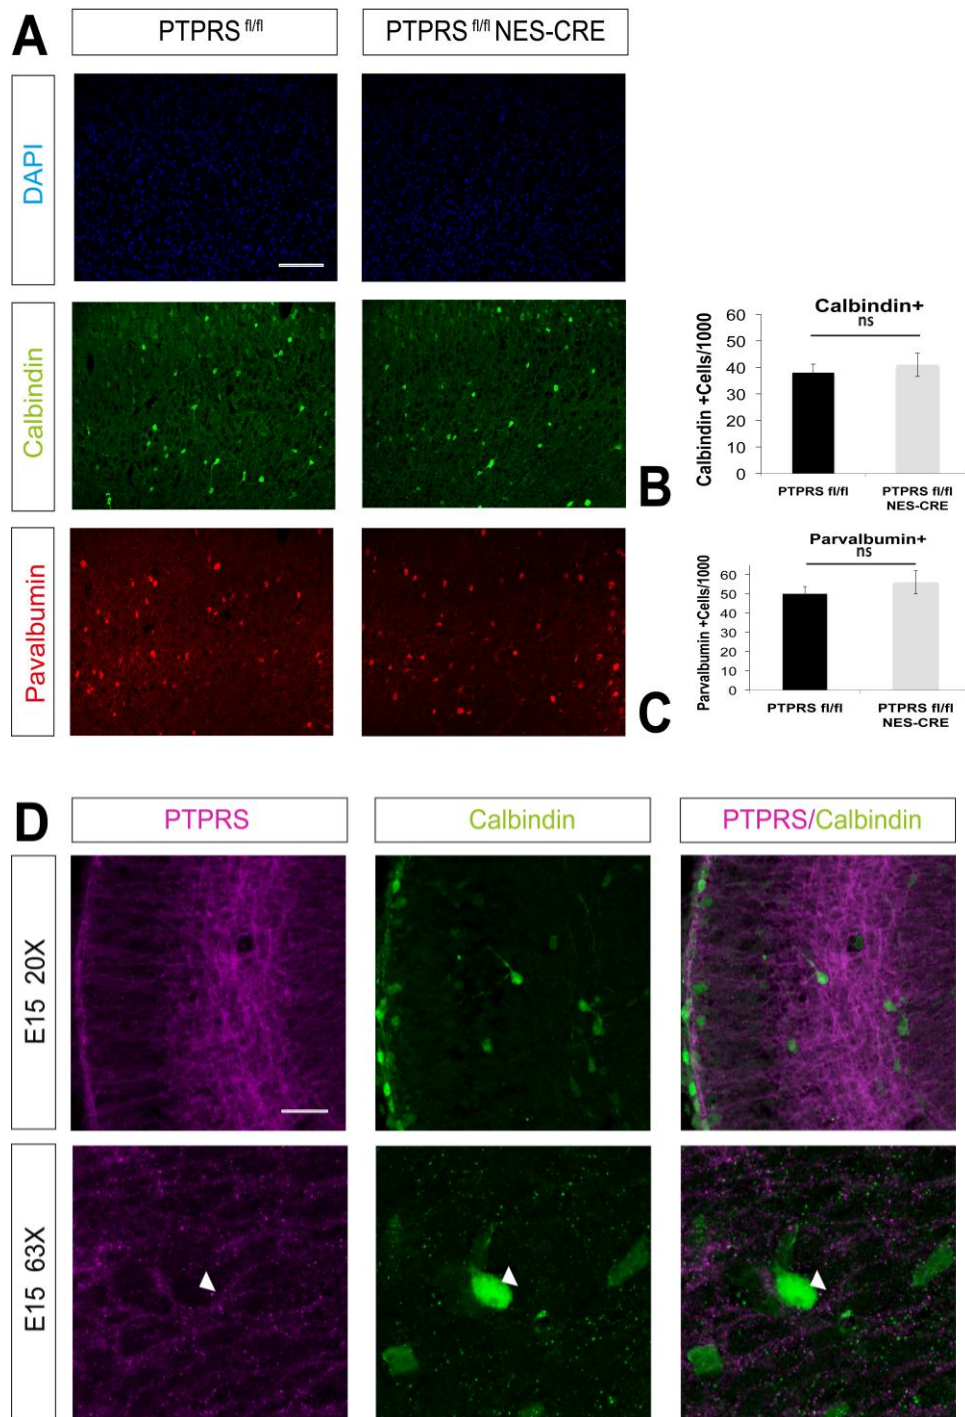 A
PTPRS fl/fl
PTPRS fl/fl NES-CRE
DAPI
Calbindin
Pavalbumin
B
Calbindin+
ns
Calbindin +Cells/1000
60
50
40
30
20
10
0
PTPRS fl/fl
PTPRS fl/fl
NES-CRE
C
Parvalbumin+
ns
Parvalbumin +Cells/1000
60
50
40
30
20
10
0
PTPRS fl/fl
PTPRS fl/fl
NES-CRE
D
PTPRS
Calbindin
PTPRS/Calbindin
E15 20X
E15 63X